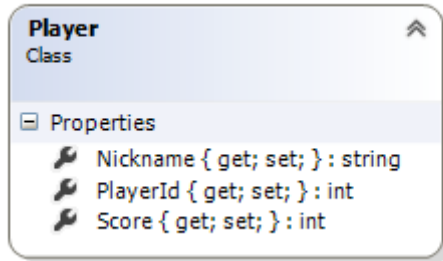 Player
Class
Properties
Nickname { get; set; } : string
PlayerId { get; set; } : int
Score { get; set; } : int